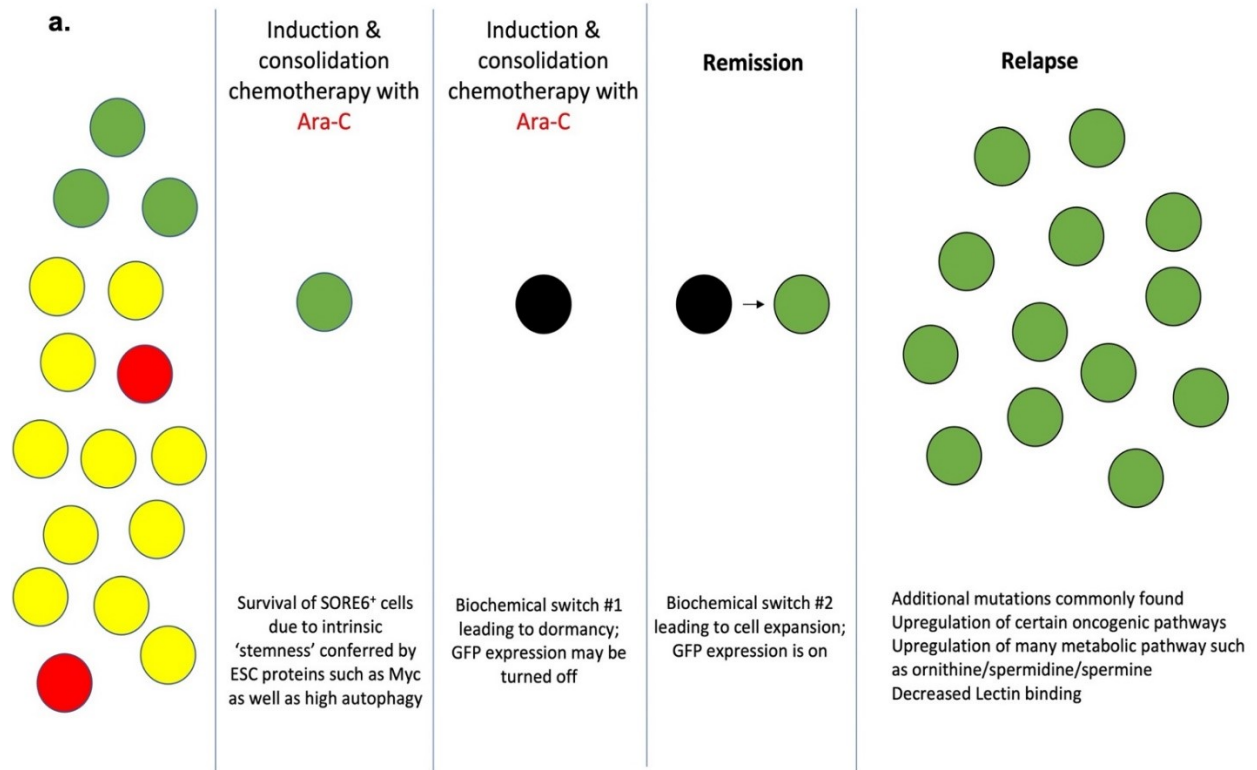 a.
Induction &
consolidation
chemotherapy with
Ara-C
Induction &
consolidation
chemotherapy with
Ara-C
Remission
Relapse
Survival of SORE6⁺ cells
due to intrinsic
'stemness' conferred by
ESC proteins such as Myc
as well as high autophagy
Biochemical switch #1
leading to dormancy;
GFP expression may be
turned off
Biochemical switch #2
leading to cell expansion;
GFP expression is on
Additional mutations commonly found
Upregulation of certain oncogenic pathways
Upregulation of many metabolic pathway such
as ornithine/spermidine/spermine
Decreased Lectin binding